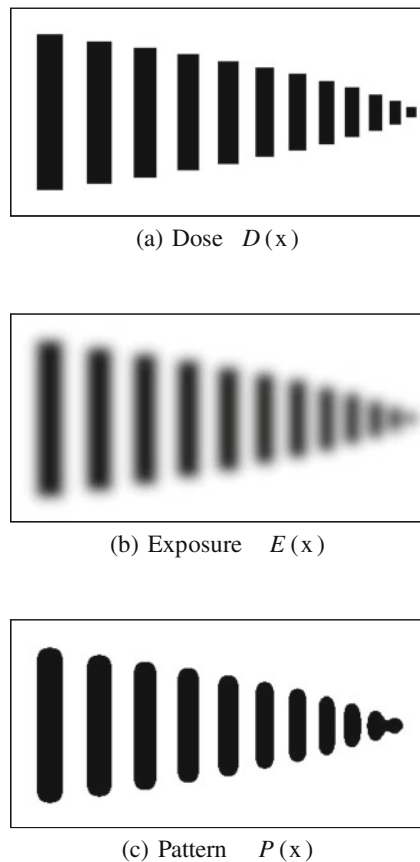 (a) Dose D(x)
(b) Exposure E(x)
(c) Pattern P(x)